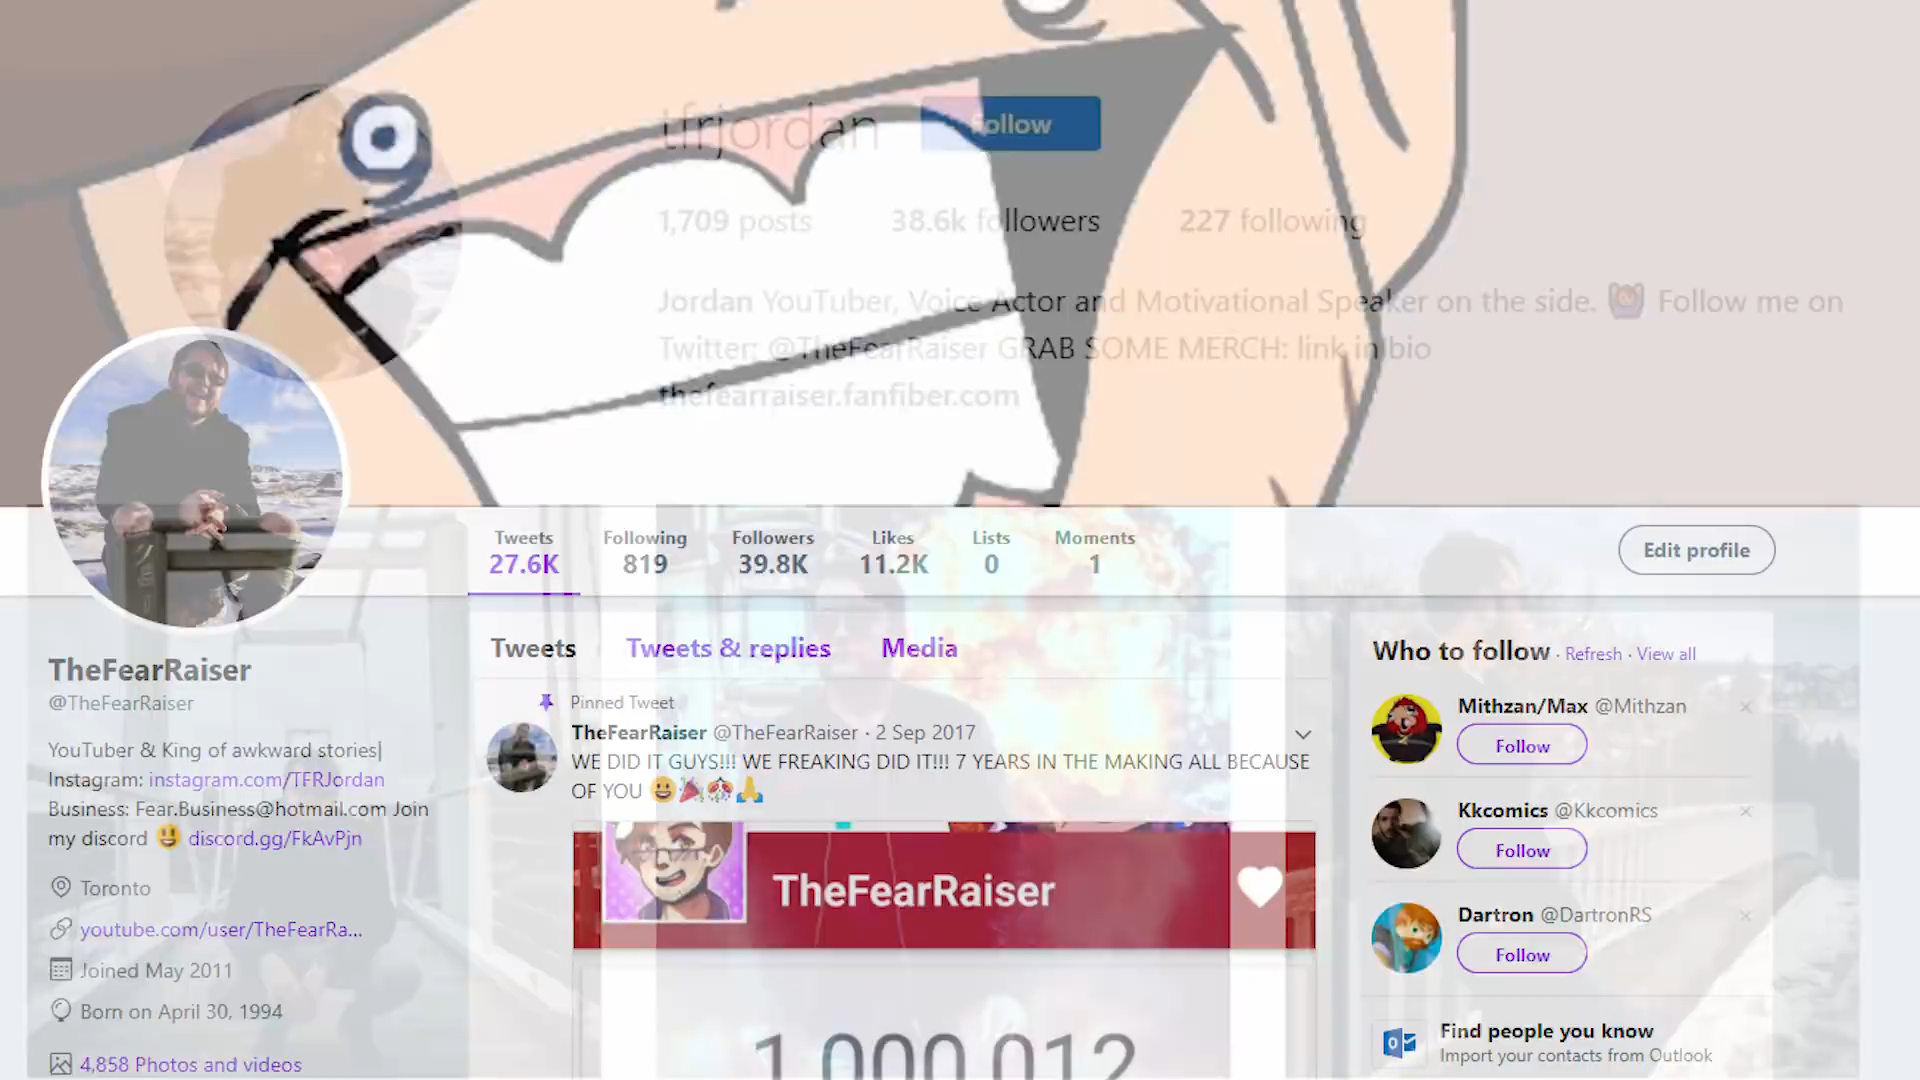 tfrjordan
Follow
1,709 posts 38.6k followers 227 following
Jordan YouTuber, Voice Actor and Motivational Speaker on the side. Follow me on
Twitter: @TheFearRaiser GRAB SOME MERCH: link in bio
thefearraiser.fanfiber.com
Tweets Following Followers Likes Lists Moments
27.6K 819 39.8K 11.2K 0 1
Edit profile
TheFearRaiser
@TheFearRaiser
YouTuber & King of awkward stories|
Instagram: instagram.com/TFRJordan
Business: Fear.Business@hotmail.com Join
my discord 😃 discord.gg/FkAvPjn
Toronto
youtube.com/user/TheFearRa...
Joined May 2011
Born on April 30, 1994
4,858 Photos and videos
Tweets Tweets & replies Media
Pinned Tweet
TheFearRaiser @TheFearRaiser · 2 Sep 2017
WE DID IT GUYS!!! WE FREAKING DID IT!!! 7 YEARS IN THE MAKING ALL BECAUSE
OF YOU 😃🎉🎊🙏
TheFearRaiser
1,000,012
Who to follow · Refresh · View all
Mithzan/Max @Mithzan
Follow
Kkcomics @Kkcomics
Follow
Dartron @DartronRS
Follow
Find people you know
Import your contacts from Outlook